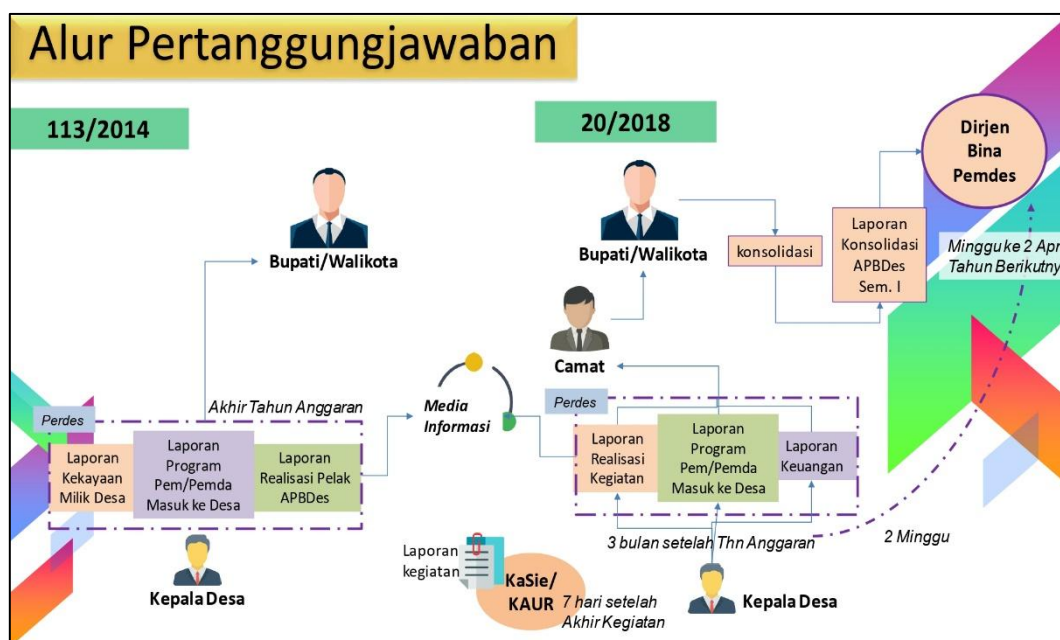 Alur Pertanggungjawaban
113/2014
Bupati/Walikota
Akhir Tahun Anggaran
Perdes
Laporan
Kekayaan
Milik Desa
Laporan
Program
Pem/Pemda
Masuk ke Desa
Laporan
Realisasi Pelak
APBDes
Kepala Desa
Media
Informasi
20/2018
Bupati/Walikota
konsolidasi
Laporan
Konsolidasi
APBDes
Sem. I
Dirjen
Bina
Pemdes
Mingguke 2 Apr
Tahun Berikutny
Camat
Perdes
Laporan
Realisasi
Kegiatan
Laporan
Program
Pem/Pemda
Masuk ke Desa
Laporan
Keuangan
3 bulan setelah Thn Anggaran
2 Minggu
Laporan
kegiatan
KaSie/
KAUR
7 hari setelah
Akhir Kegiatan
Kepala Desa